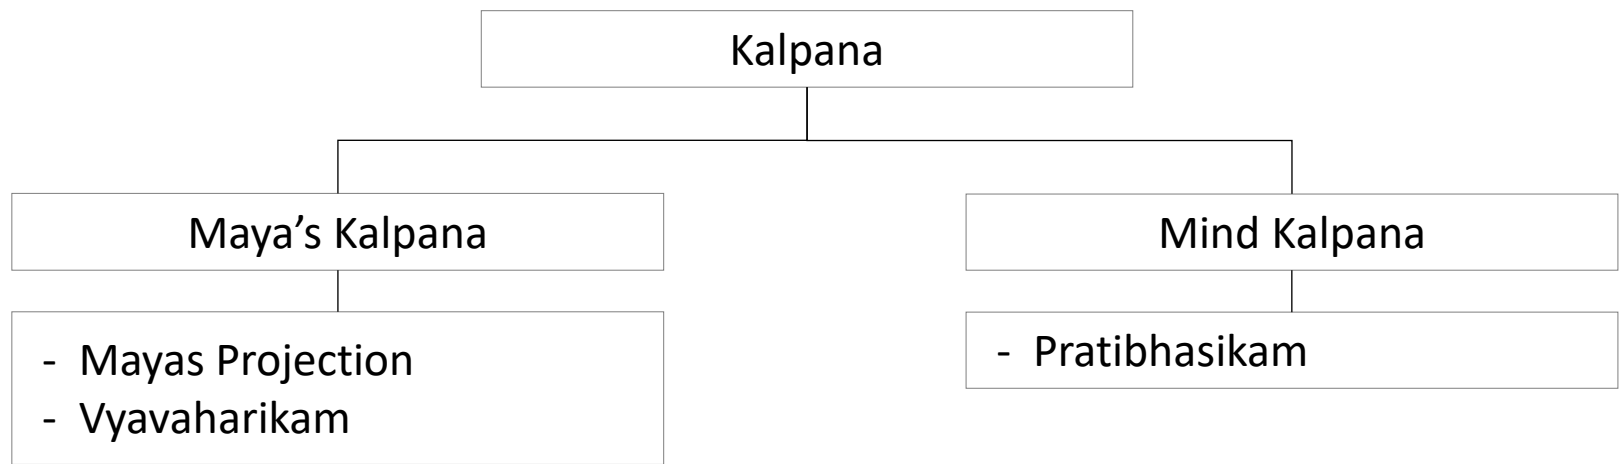 Kalpana
Maya’s Kalpana
Mind Kalpana
- Mayas Projection
- Vyavaharikam
- Pratibhasikam